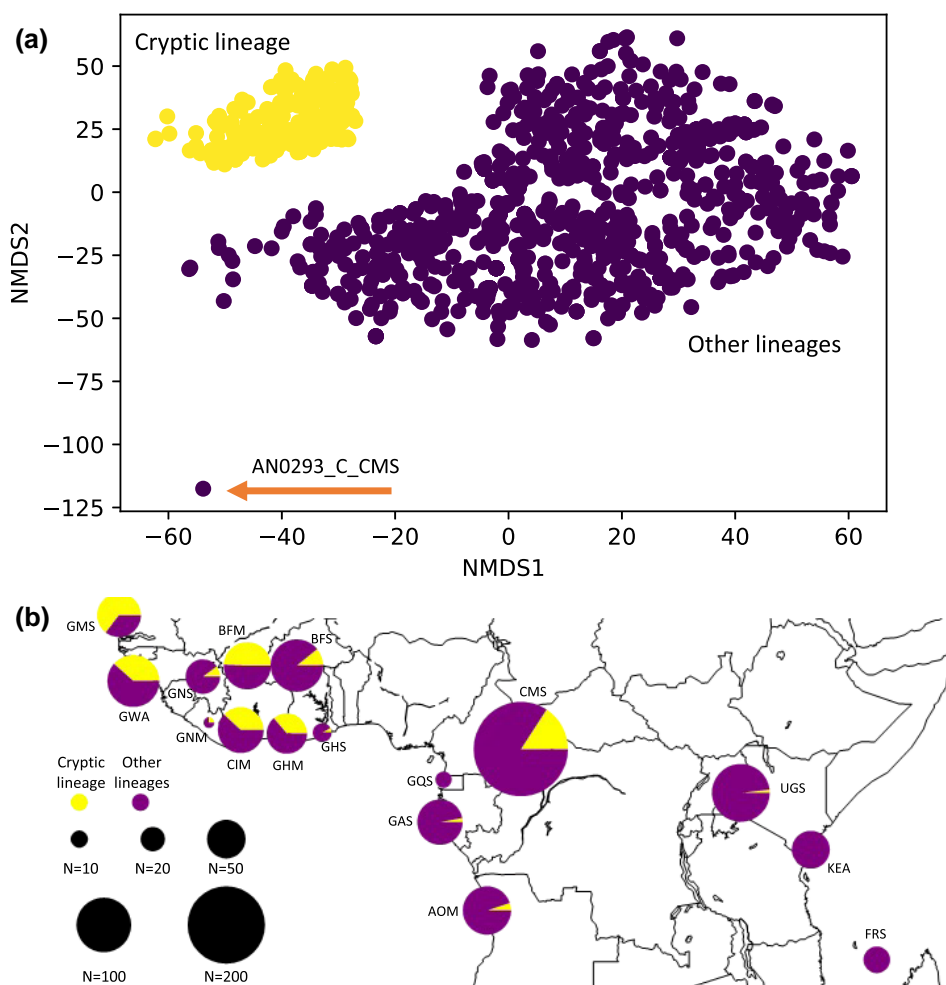 (a)
Cryptic lineage
Other lineages
AN0293_C_CMS
NMDS2
50
25
0
−25
−50
−75
−100
−125
−60
−40
−20
0
20
40
60
NMDS1
(b)
GMS
BFM
BFS
GNS
GWA
GNM
CIM
GHM
GHS
CMS
GQS
GAS
UGS
KEA
AOM
FRS
Cryptic lineage
Other lineages
N=10
N=20
N=50
N=100
N=200